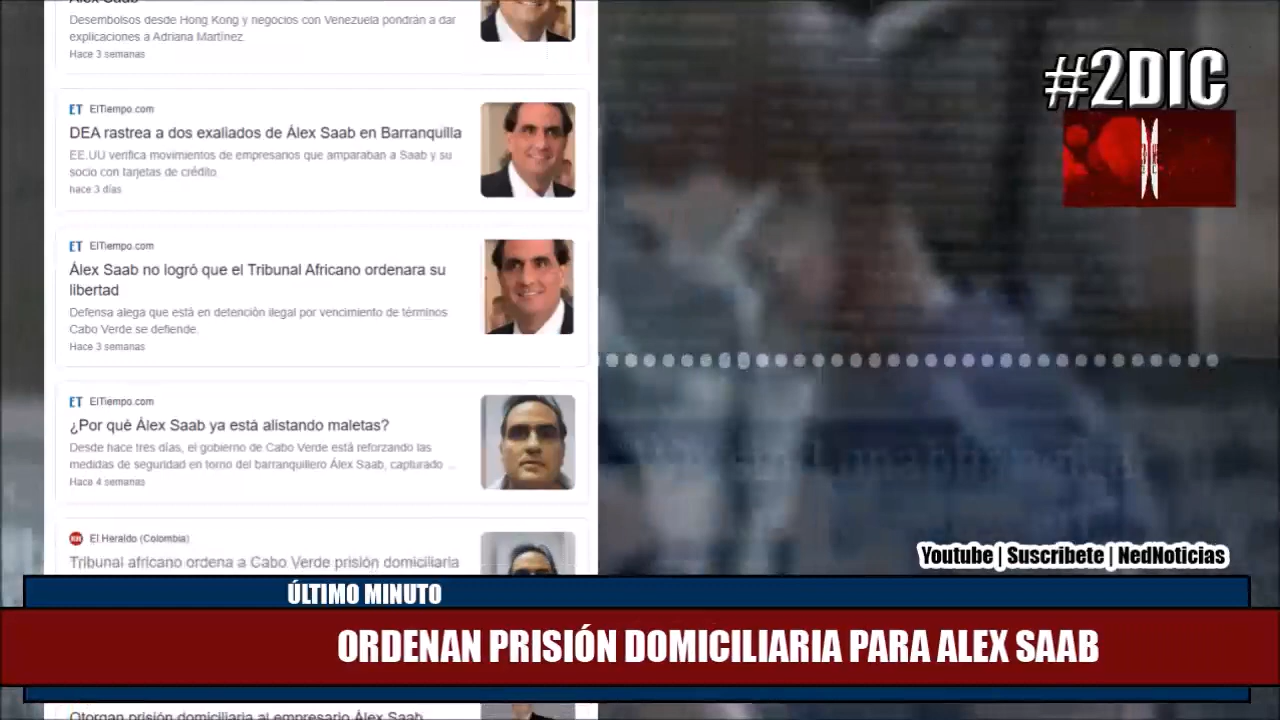 Álex Saab
Desembolsos desde Hong Kong y negocios con Venezuela pondrán a dar
explicaciones a Adriana Martínez.
Hace 3 semanas
ET ElTiempo.com
DEA rastrea a dos exaliados de Álex Saab en Barranquilla
EE.UU verifica movimientos de empresarios que amparaban a Saab y su
socio con tarjetas de crédito.
hace 3 días
ET ElTiempo.com
Álex Saab no logró que el Tribunal Africano ordenara su
libertad
Defensa alega que está en detención ilegal por vencimiento de términos
Cabo Verde se defiende.
Hace 3 semanas
ET ElTiempo.com
¿Por qué Álex Saab ya está alistando maletas?
Desde hace tres días, el gobierno de Cabo Verde está reforzando las
medidas de seguridad en torno del barranquillero Álex Saab, capturado ...
Hace 4 semanas
El Heraldo (Colombia)
Tribunal africano ordena a Cabo Verde prisión domiciliaria
#2DIC
Youtube | Suscribete | NedNoticias
ÚLTIMO MINUTO
ORDENAN PRISIÓN DOMICILIARIA PARA ALEX SAAB
Otorgan prisión domiciliaria al empresario Álex Saab